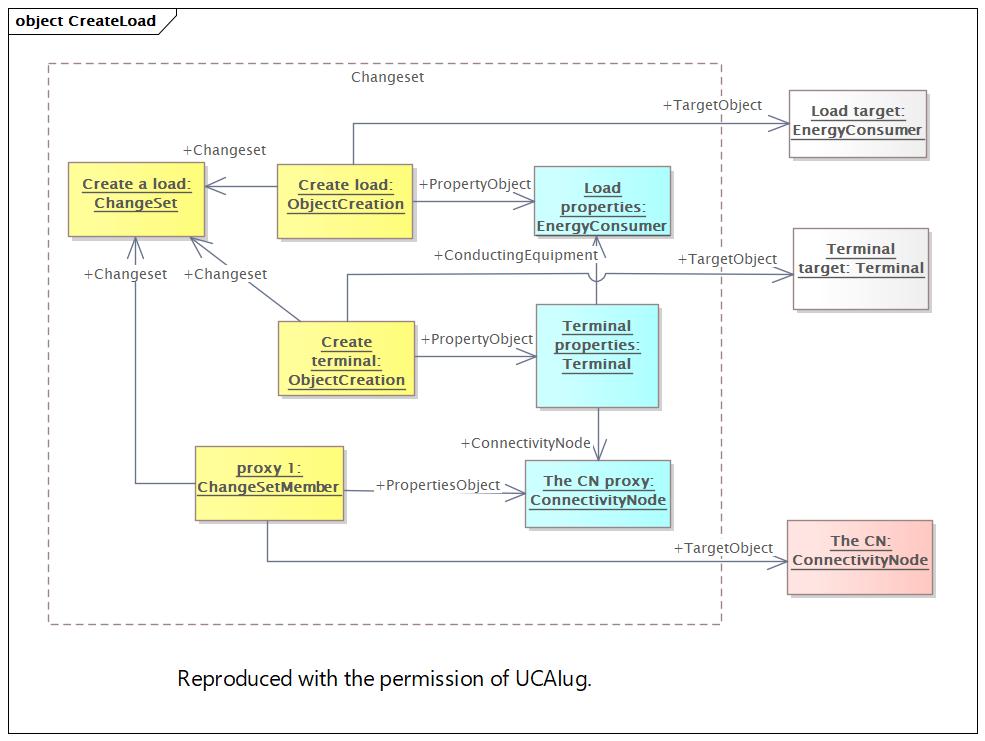 object CreateLoad
Changeset
+TargetObject
Load target:
EnergyConsumer
+Changeset
Create a load:
ChangeSet
Create load:
ObjectCreation
+PropertyObject
Load
properties:
EnergyConsumer
+ConductingEquipment
+TargetObject
Terminal
target: Terminal
+Changeset
+Changeset
Create
terminal:
ObjectCreation
+PropertyObject
Terminal
properties:
Terminal
+ConnectivityNode
proxy 1:
ChangeSetMember
+PropertiesObject
The CN proxy:
ConnectivityNode
+TargetObject
The CN:
ConnectivityNode
Reproduced with the permission of UCAIug.